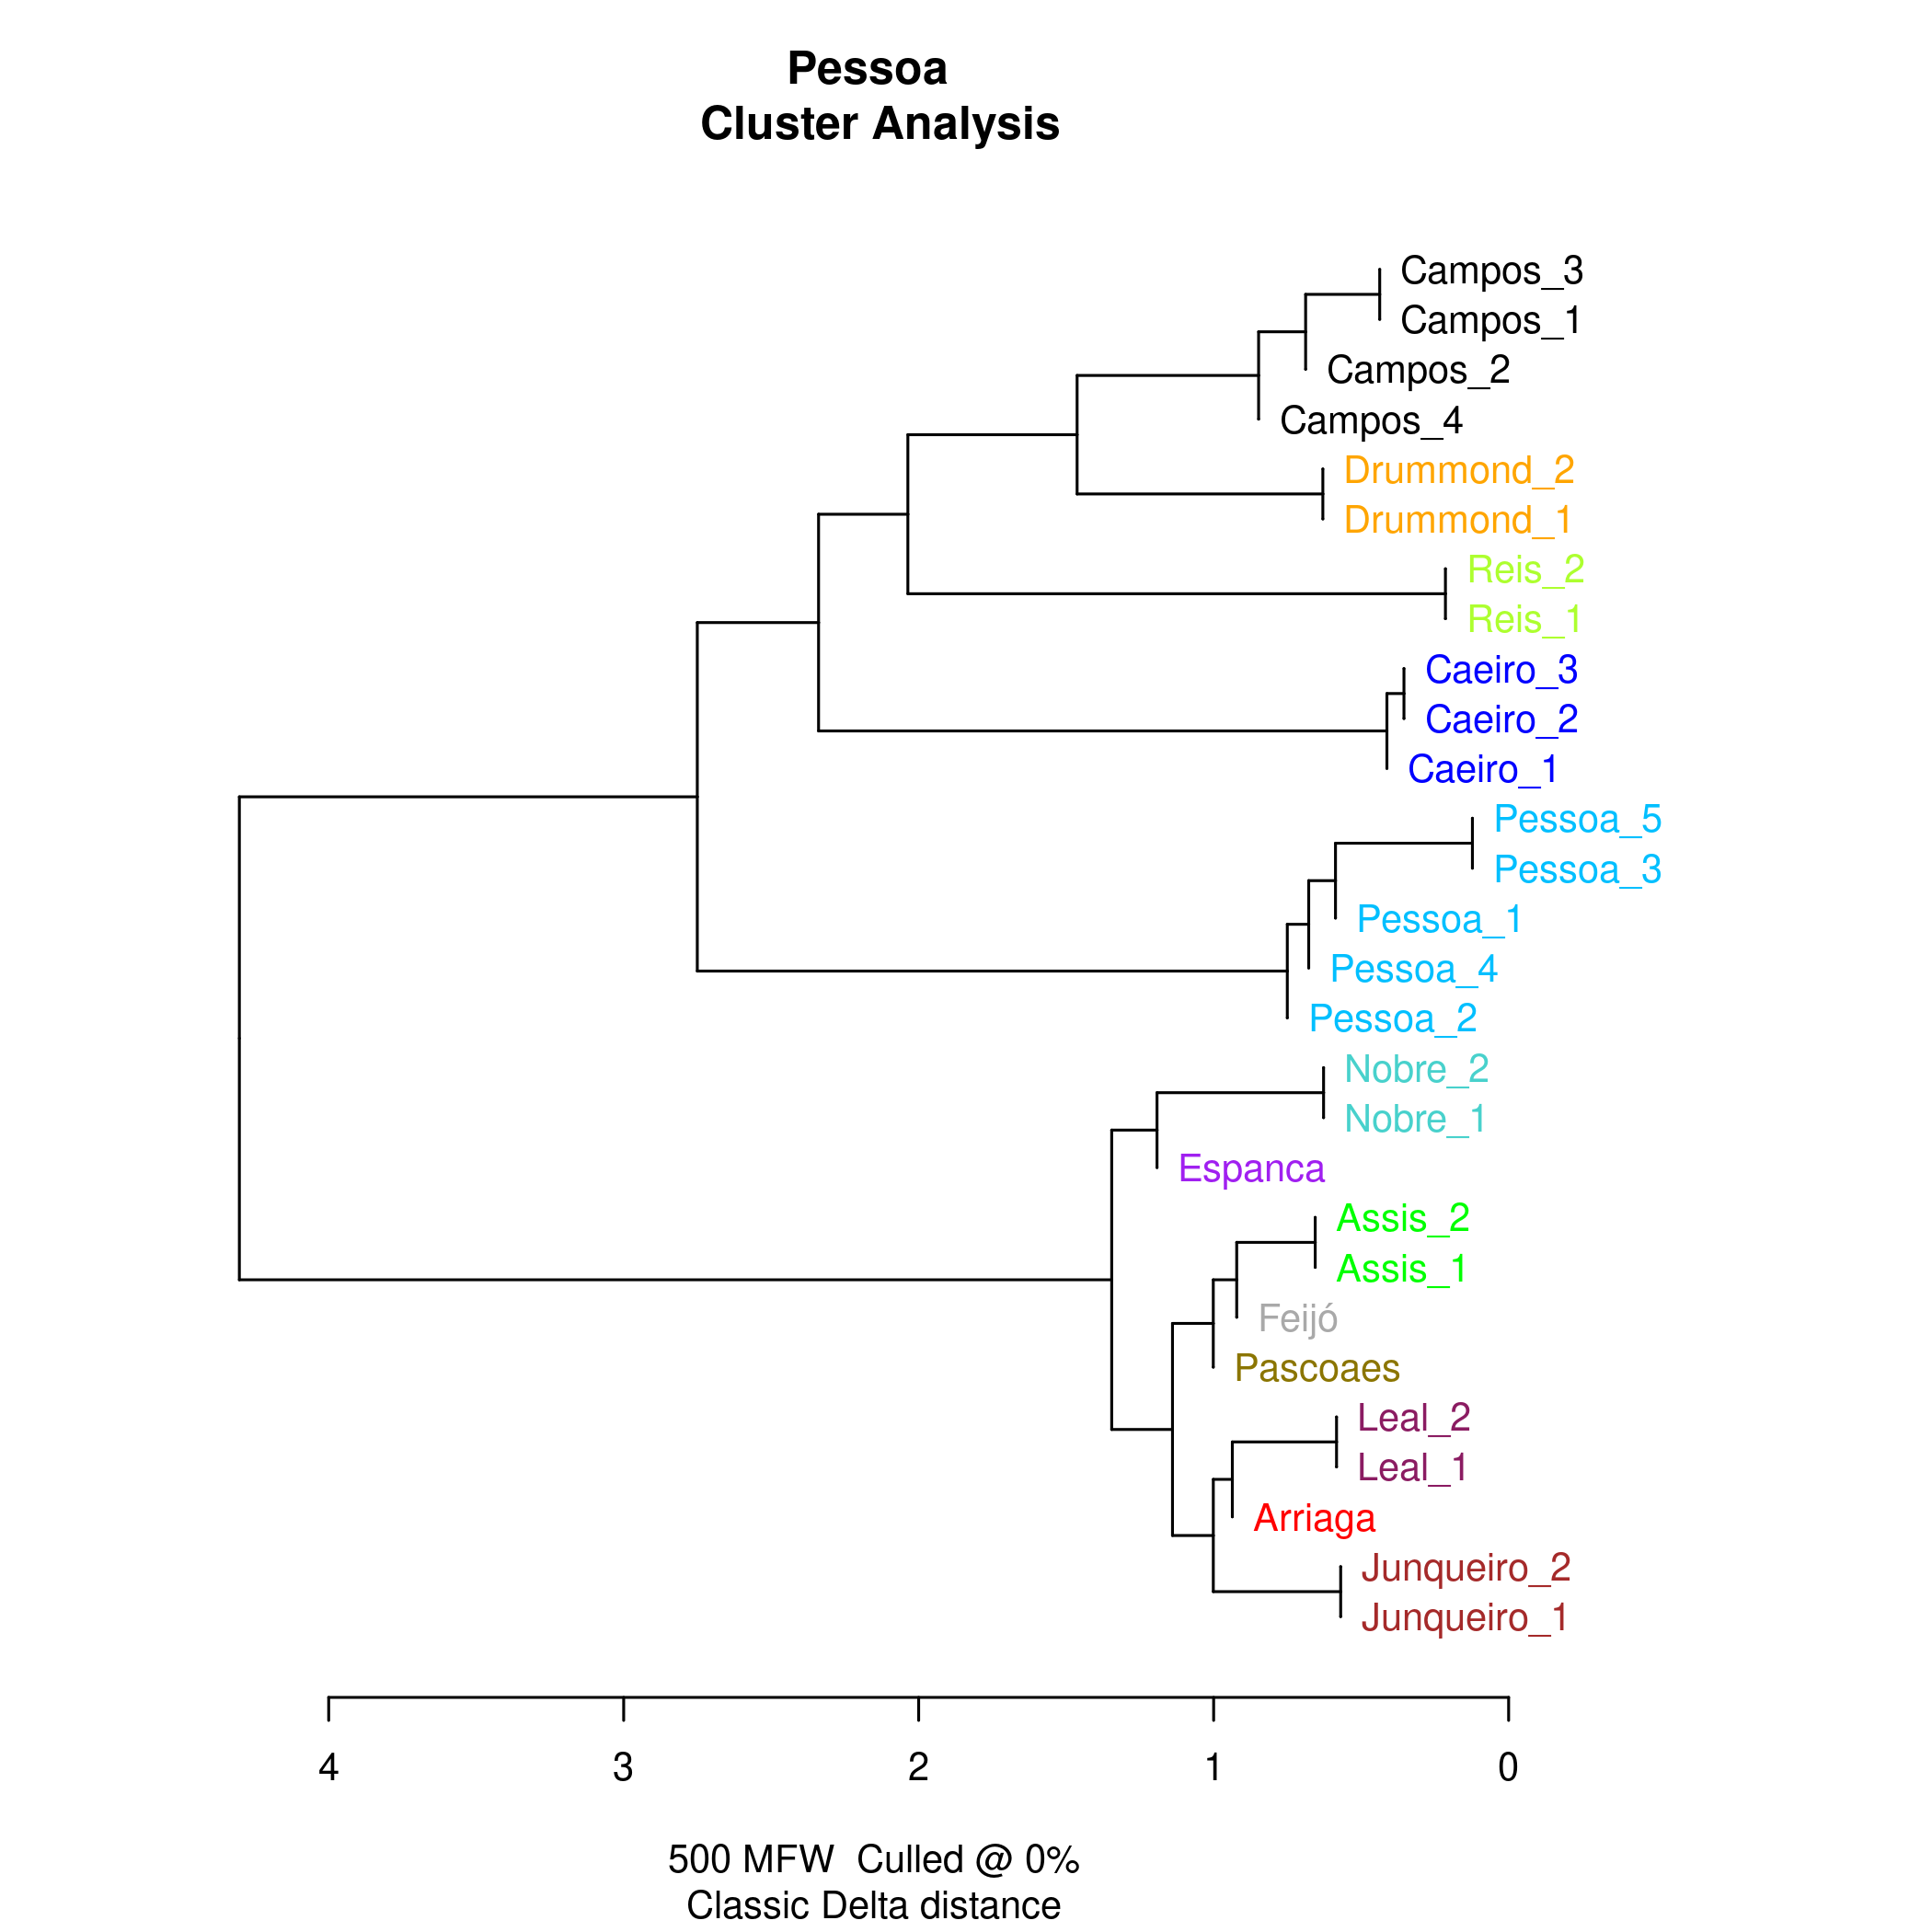 Pessoa
Cluster Analysis
Campos_3
Campos_1
Campos_2
Campos_4
Drummond_2
Drummond_1
Reis_2
Reis_1
Caeiro_3
Caeiro_2
Caeiro_1
Pessoa_5
Pessoa_3
Pessoa_1
Pessoa_4
Pessoa_2
Nobre_2
Nobre_1
Espanca
Assis_2
Assis_1
Feijó
Pascoaes
Leal_2
Leal_1
Arriaga
Junqueiro_2
Junqueiro_1
4 3 2 1 0
500 MFW  Culled @ 0%
Classic Delta distance